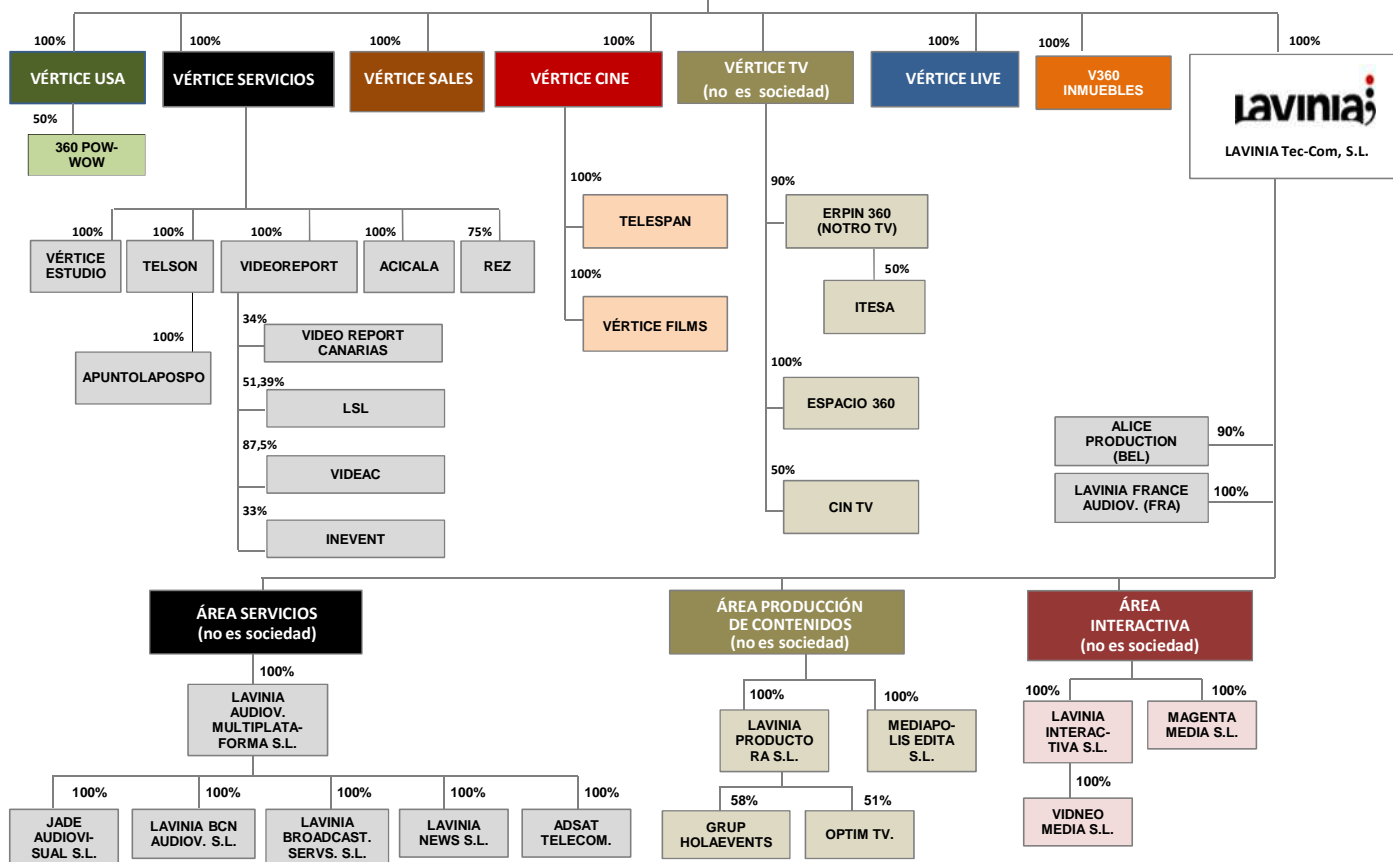 100%
100%
100%
100%
100%
100%
100%
100%
VÉRTICE USA
VÉRTICE SERVICIOS
VÉRTICE SALES
VÉRTICE CINE
VÉRTICE TV
(no es sociedad)
VÉRTICE LIVE
V360
INMUEBLES
Lavinia
LAVINIA Tec-Com, S.L.
50%
360 POW-
WOW
100%
100%
100%
100%
75%
VÉRTICE
ESTUDIO
TELSON
VIDEOREPORT
ACICALA
REZ
100%
APUNTOLAPOSPO
34%
VIDEO REPORT
CANARIAS
51,39%
LSL
87,5%
VIDEAC
33%
INEVENT
100%
TELESPAN
100%
VÉRTICE FILMS
90%
ERPIN 360
(NOTRO TV)
50%
ITESA
100%
ESPACIO 360
50%
CIN TV
ALICE
PRODUCTION
(BEL)
90%
LAVINIA FRANCE
AUDIOV. (FRA)
100%
ÁREA SERVICIOS
(no es sociedad)
100%
LAVINIA
AUDIOV.
MULTIPLATA-
FORMA S.L.
100%
100%
100%
100%
100%
JADE
AUDIOVI-
SUAL S.L.
LAVINIA BCN
AUDIOV. S.L.
LAVINIA
BROADCAST.
SERVS. S.L.
LAVINIA
NEWS S.L.
ADSAT
TELECOM.
ÁREA PRODUCCIÓN
DE CONTENIDOS
(no es sociedad)
100%
100%
LAVINIA
PRODUCTO
RA S.L.
MEDIAPO-
LIS EDITA
S.L.
58%
51%
GRUP
HOLAEVENTS
OPTIM TV.
ÁREA
INTERACTIVA
(no es sociedad)
100%
100%
LAVINIA
INTERAC-
TIVA S.L.
MAGENTA
MEDIA S.L.
100%
VIDNEO
MEDIA S.L.